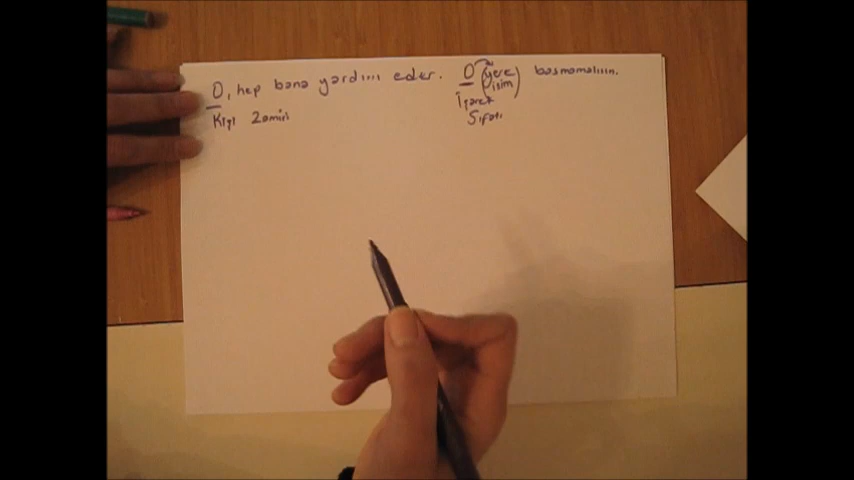 O, hep bana yardım eder.
Kişi Zamiri
O yere basmamalısın.
isim
İşaret
Sıfatı